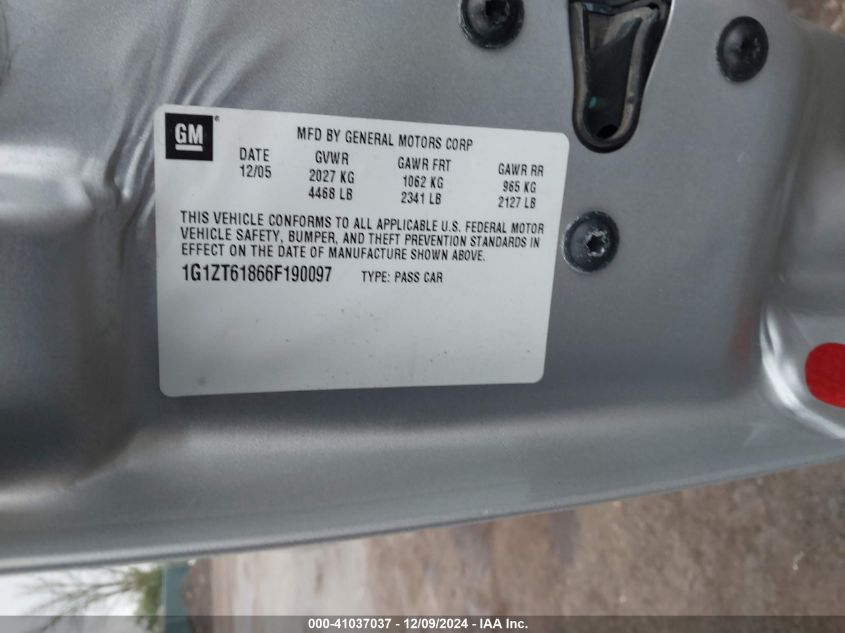 GM®
MFD BY GENERAL MOTORS CORP
DATE GVWR GAWR FRT GAWR RR
12/05 2027 KG 1062 KG 965 KG
4468 LB 2341 LB 2127 LB
THIS VEHICLE CONFORMS TO ALL APPLICABLE U.S. FEDERAL MOTOR
VEHICLE SAFETY, BUMPER, AND THEFT PREVENTION STANDARDS IN
EFFECT ON THE DATE OF MANUFACTURE SHOWN ABOVE.
1G1ZT61866F190097 TYPE: PASS CAR
000-41037037 - 12/09/2024 - IAA Inc.